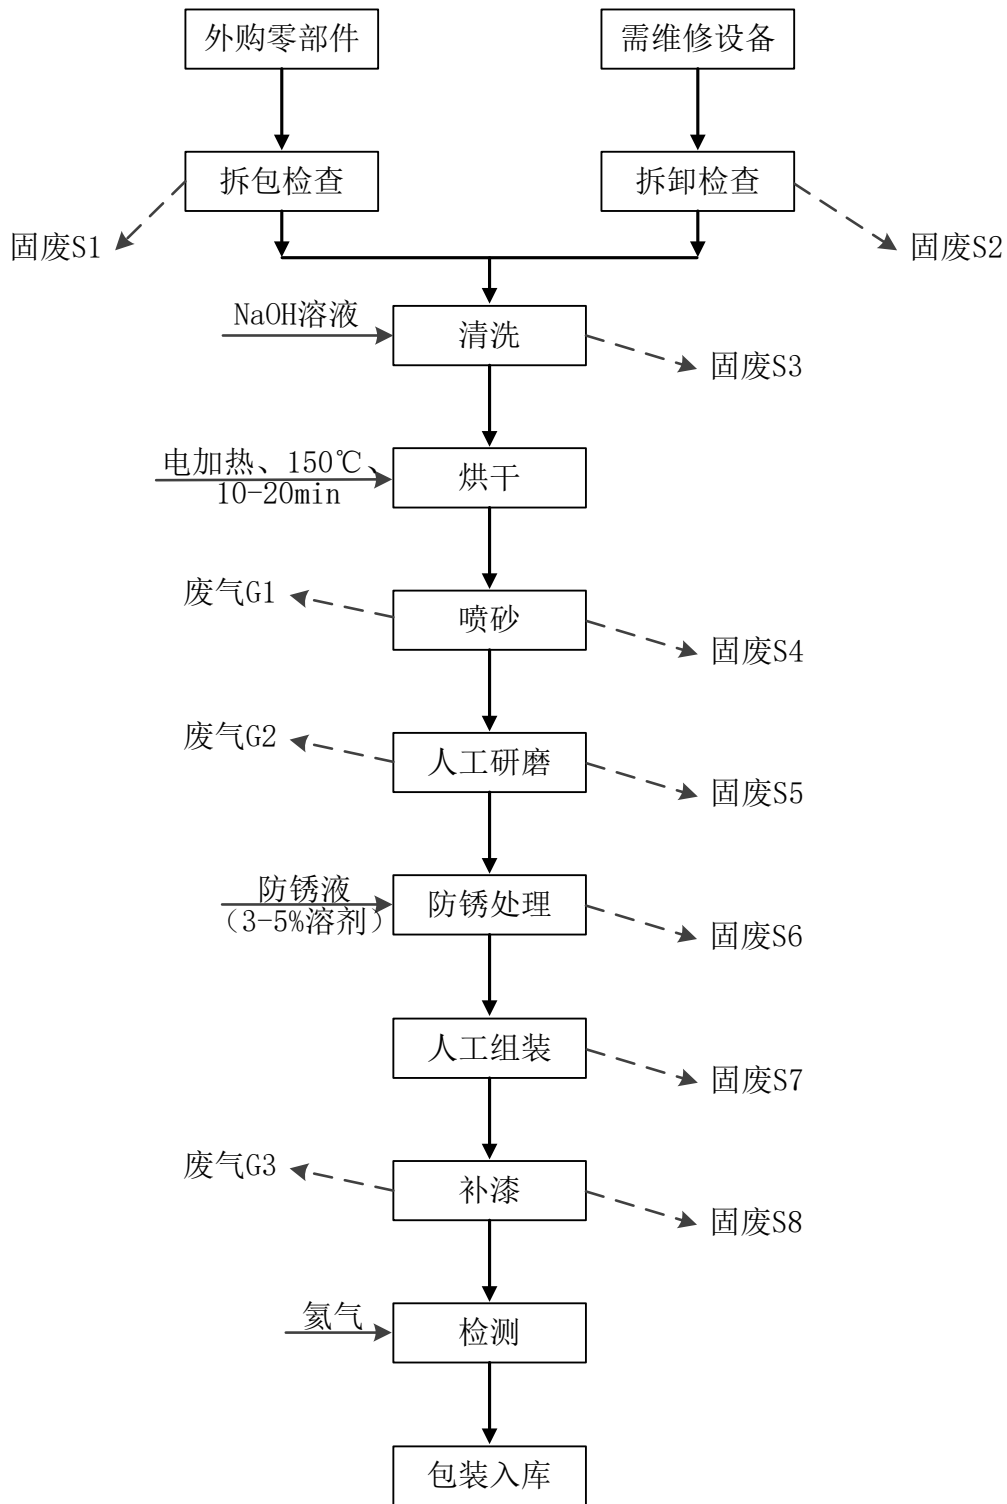 外购零部件
需维修设备
拆包检查
拆卸检查
固废S1
固废S2
NaOH溶液
清洗
固废S3
电加热、150℃、
10-20min
烘干
废气G1
喷砂
固废S4
废气G2
人工研磨
固废S5
防锈液
（3-5%溶剂）
防锈处理
固废S6
人工组装
固废S7
废气G3
补漆
固废S8
氦气
检测
包装入库